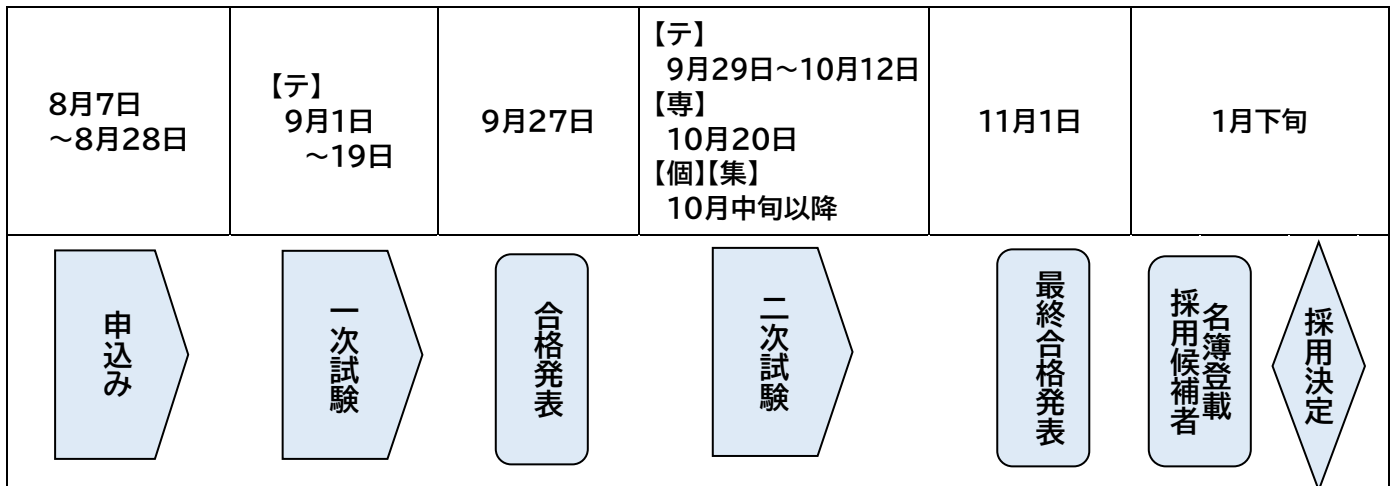 8月7日
～8月28日
【テ】
9月1日
～19日
9月27日
【テ】
9月29日～10月12日
【専】
10月20日
【個】【集】
10月中旬以降
11月1日
1月下旬
申込み
一次試験
合格発表
二次試験
最終合格発表
名簿登載
採用候補者
採用決定